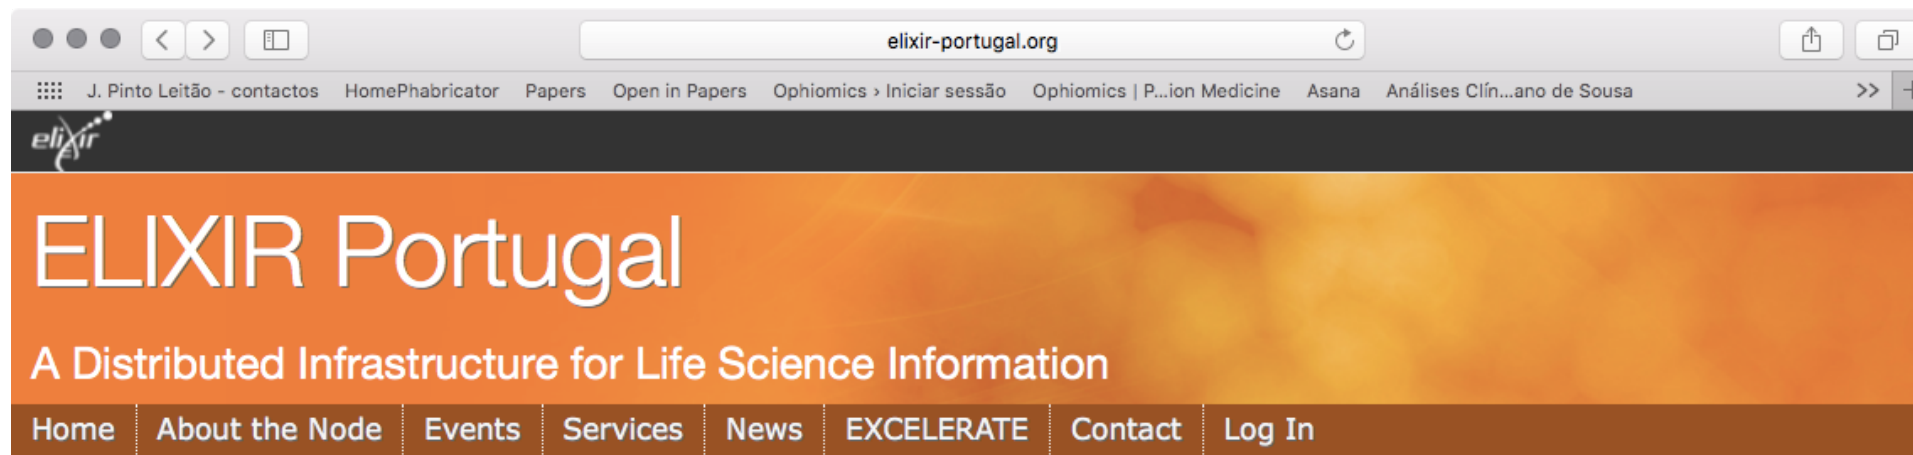 elixir-portugal.org
J. Pinto Leitão - contactos HomePhabricator Papers Open in Papers Ophiomics › Iniciar sessão Ophiomics | P...ion Medicine Asana Análises Clín...ano de Sousa >>
elixir
ELIXIR Portugal
A Distributed Infrastructure for Life Science Information
Home About the Node Events Services News EXCELERATE Contact Log In